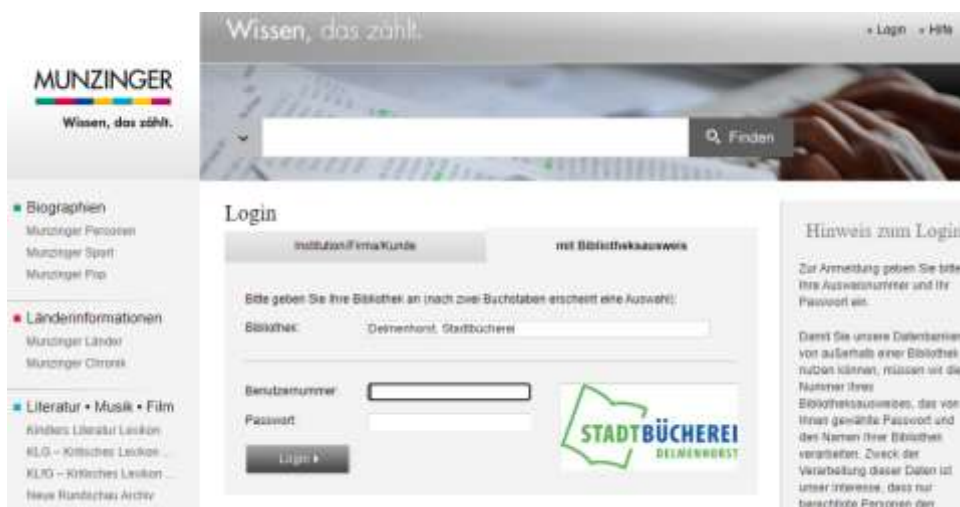 Wissen, das zählt.
» Login » Hilfe
MUNZINGER
Wissen, das zählt.
Finden
Biographien
Munzinger Personen
Munzinger Sport
Munzinger Pop
Länderinformationen
Munzinger Länder
Munzinger Chronik
Literatur • Musik • Film
Kindlers Literatur Lexikon
KLG – Kritisches Lexikon ...
KLfG – Kritisches Lexikon ...
Neue Rundschau Archiv
Login
Institution/Firma/Kunde
mit Bibliotheksausweis
Bitte geben Sie Ihre Bibliothek an (nach zwei Buchstaben erscheint eine Auswahl):
Bibliothek: Delmenhorst, Stadtbücherei
Benutzernummer
Passwort
Login
STADTBÜCHEREI
DELMENHORST
Hinweis zum Login
Zur Anmeldung geben Sie bitte
Ihre Ausweisnummer und Ihr
Passwort ein.
Damit Sie unsere Datenbanken
von außerhalb einer Bibliothek
nutzen können, müssen wir die
Nummer Ihres
Bibliotheksausweises, das von
Ihnen gewählte Passwort und
den Namen Ihrer Bibliothek
verarbeiten. Zweck der
Verarbeitung dieser Daten ist
unser Interesse, dass nur
berechtigte Personen den